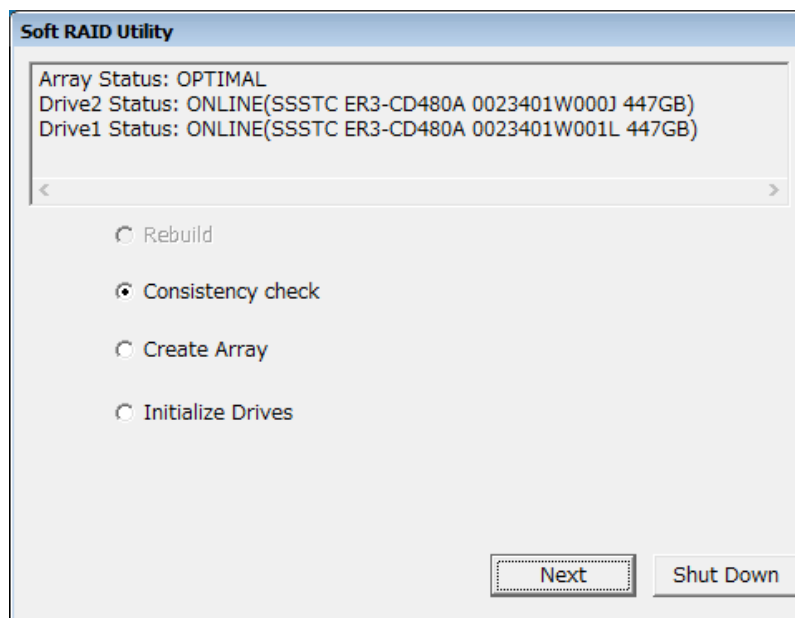 Soft RAID Utility
Array Status: OPTIMAL
Drive2 Status: ONLINE(SSSTC ER3-CD480A 0023401W000J 447GB)
Drive1 Status: ONLINE(SSSTC ER3-CD480A 0023401W001L 447GB)
Rebuild
Consistency check
Create Array
Initialize Drives
Next Shut Down